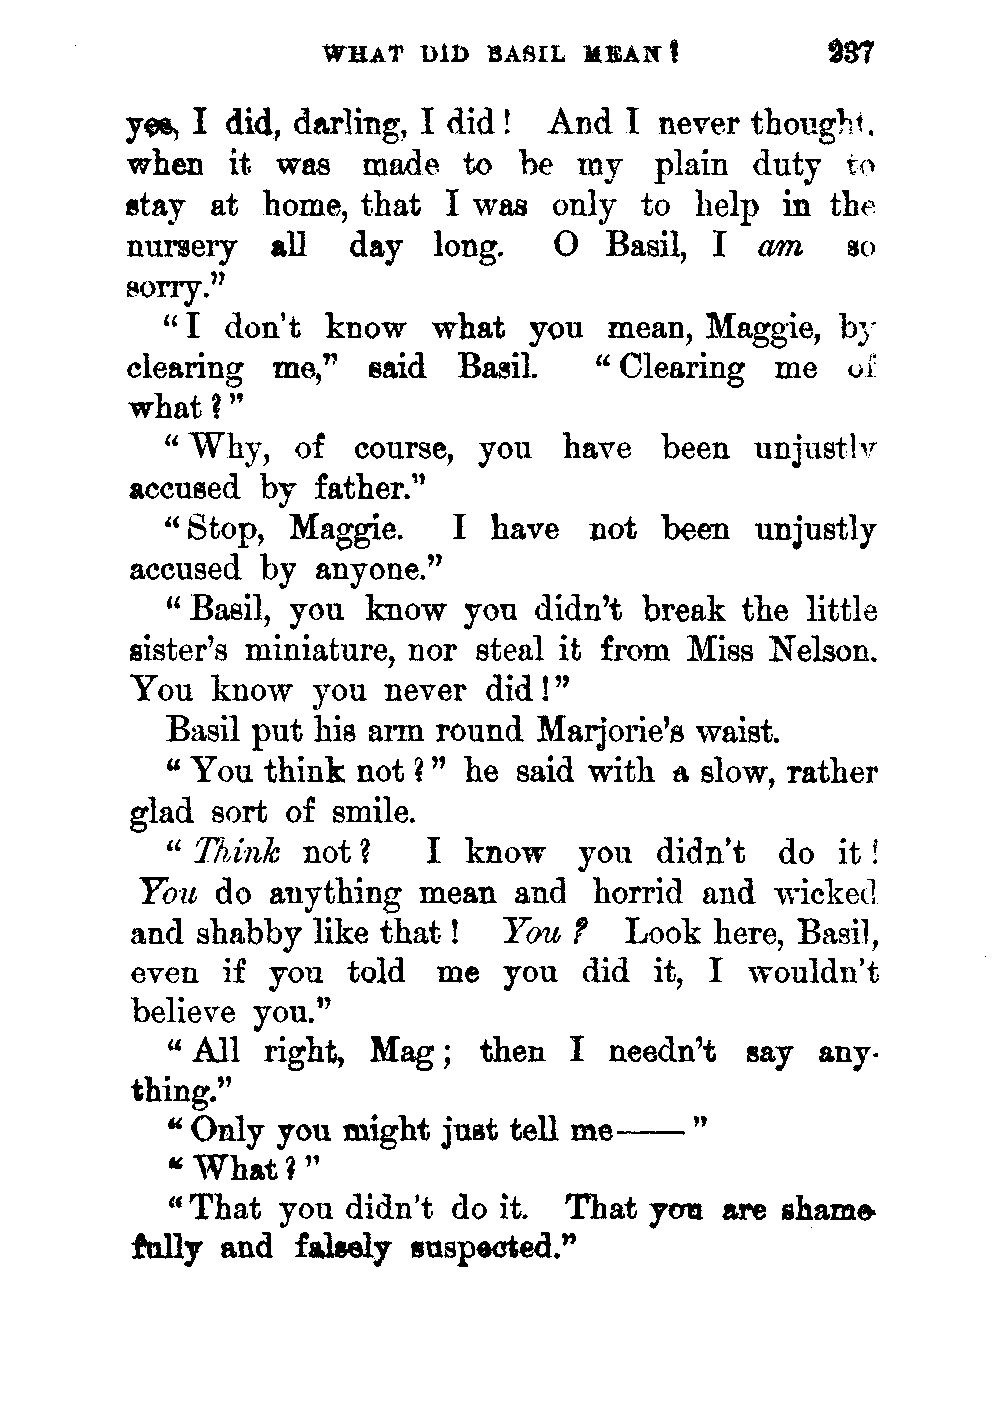 WHAT DID BASIL MEAN? 237
yes, I did, darling, I did! And I never thought,
when it was made to be my plain duty to
stay at home, that I was only to help in the
nursery all day long. O Basil, I am so
sorry."
"I don't know what you mean, Maggie, by
clearing me," said Basil. "Clearing me of
what?"
"Why, of course, you have been unjustly
accused by father."
"Stop, Maggie. I have not been unjustly
accused by anyone."
"Basil, you know you didn't break the little
sister's miniature, nor steal it from Miss Nelson.
You know you never did!"
Basil put his arm round Marjorie's waist.
"You think not?" he said with a slow, rather
glad sort of smile.
"Think not? I know you didn't do it!
You do anything mean and horrid and wicked
and shabby like that! You? Look here, Basil,
even if you told me you did it, I wouldn't
believe you."
"All right, Mag; then I needn't say any-
thing."
"Only you might just tell me——"
"What?"
"That you didn't do it. That you are shame-
fully and falsely suspected."